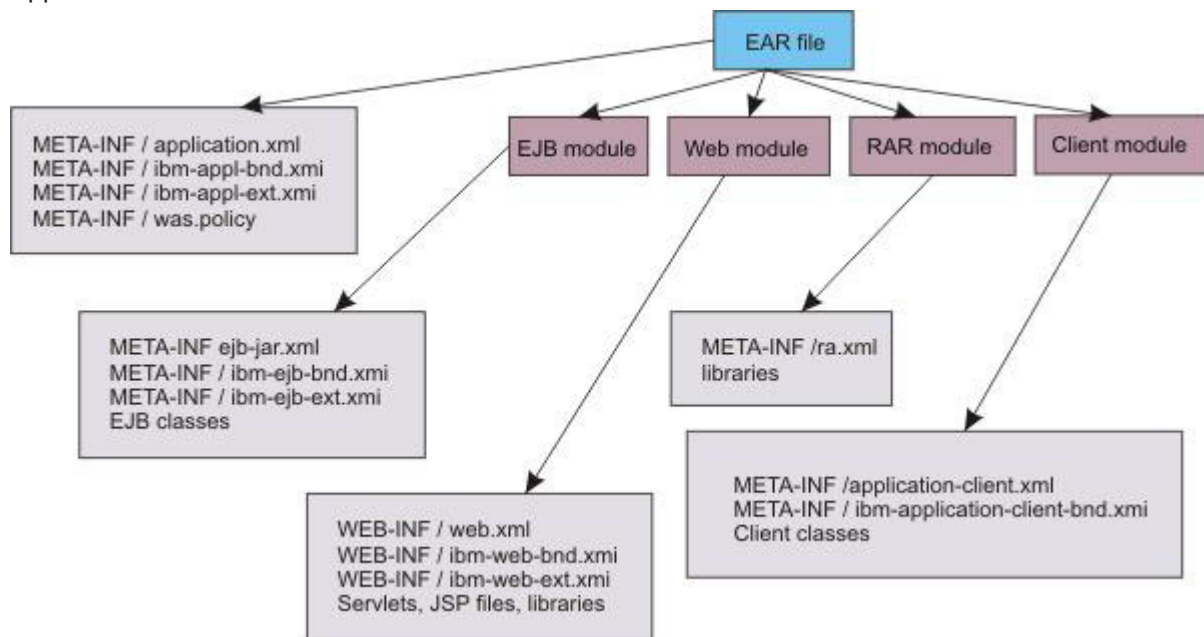 EAR file
META-INF / application.xml
META-INF / ibm-appl-bnd.xmi
META-INF / ibm-appl-ext.xmi
META-INF / was.policy
EJB module
Web module
RAR module
Client module
META-INF ejb-jar.xml
META-INF / ibm-ejb-bnd.xmi
META-INF / ibm-ejb-ext.xmi
EJB classes
META-INF /ra.xml
libraries
META-INF /application-client.xml
META-INF / ibm-application-client-bnd.xmi
Client classes
WEB-INF / web.xml
WEB-INF / ibm-web-bnd.xmi
WEB-INF / ibm-web-ext.xmi
Servlets, JSP files, libraries